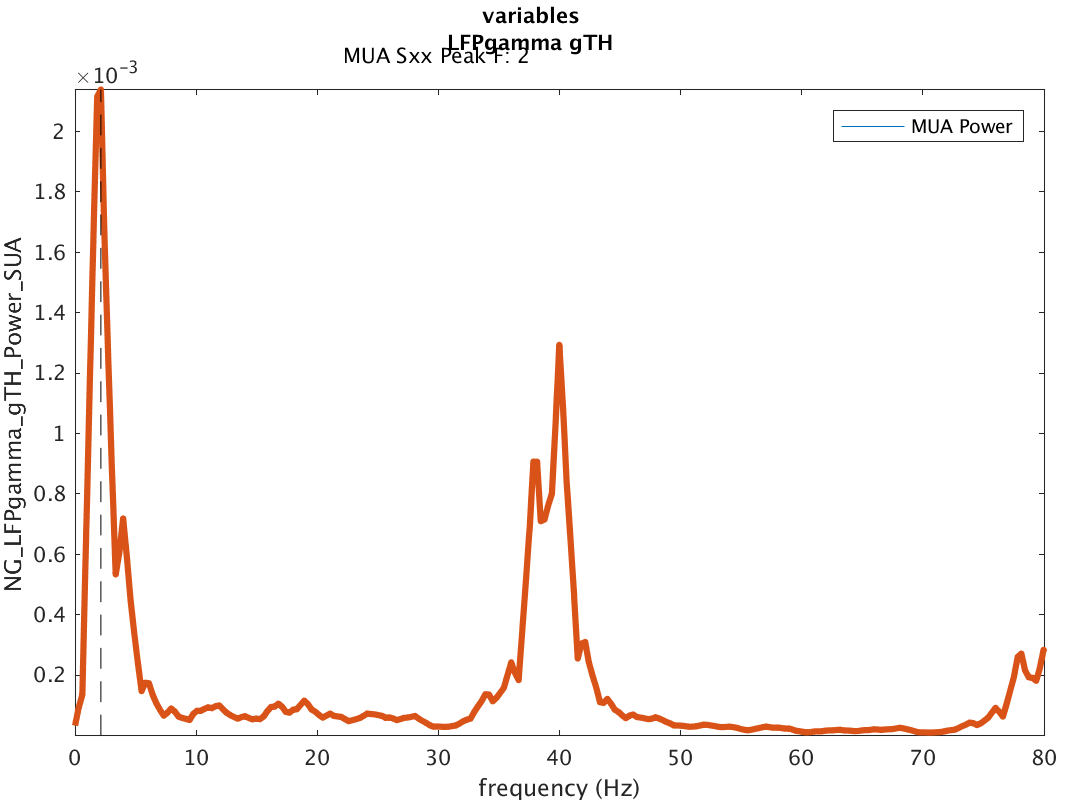 variables
LFPgamma gTH
MUA Sxx Peak F: 2
×10⁻³
MUA Power
2
1.8
1.6
1.4
1.2
1
0.8
0.6
0.4
0.2
NG_LFPgamma_gTH_Power_SUA
0 10 20 30 40 50 60 70 80
frequency (Hz)